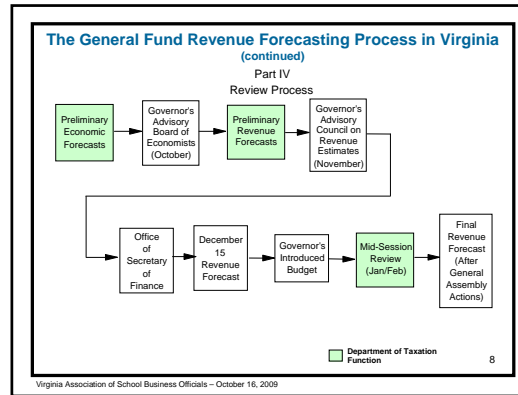 The General Fund Revenue Forecasting Process in Virginia
(continued)
Part IV
Review Process
Preliminary
Economic
Forecasts
Governor's
Advisory
Board of
Economists
(October)
Preliminary
Revenue
Forecasts
Governor's
Advisory
Council on
Revenue
Estimates
(November)
Office
of
Secretary
of
Finance
December
15
Revenue
Forecast
Governor's
Introduced
Budget
Mid-Session
Review
(Jan/Feb)
Final
Revenue
Forecast
(After
General
Assembly
Actions)
Department of Taxation
Function
8
Virginia Association of School Business Officials – October 16, 2009